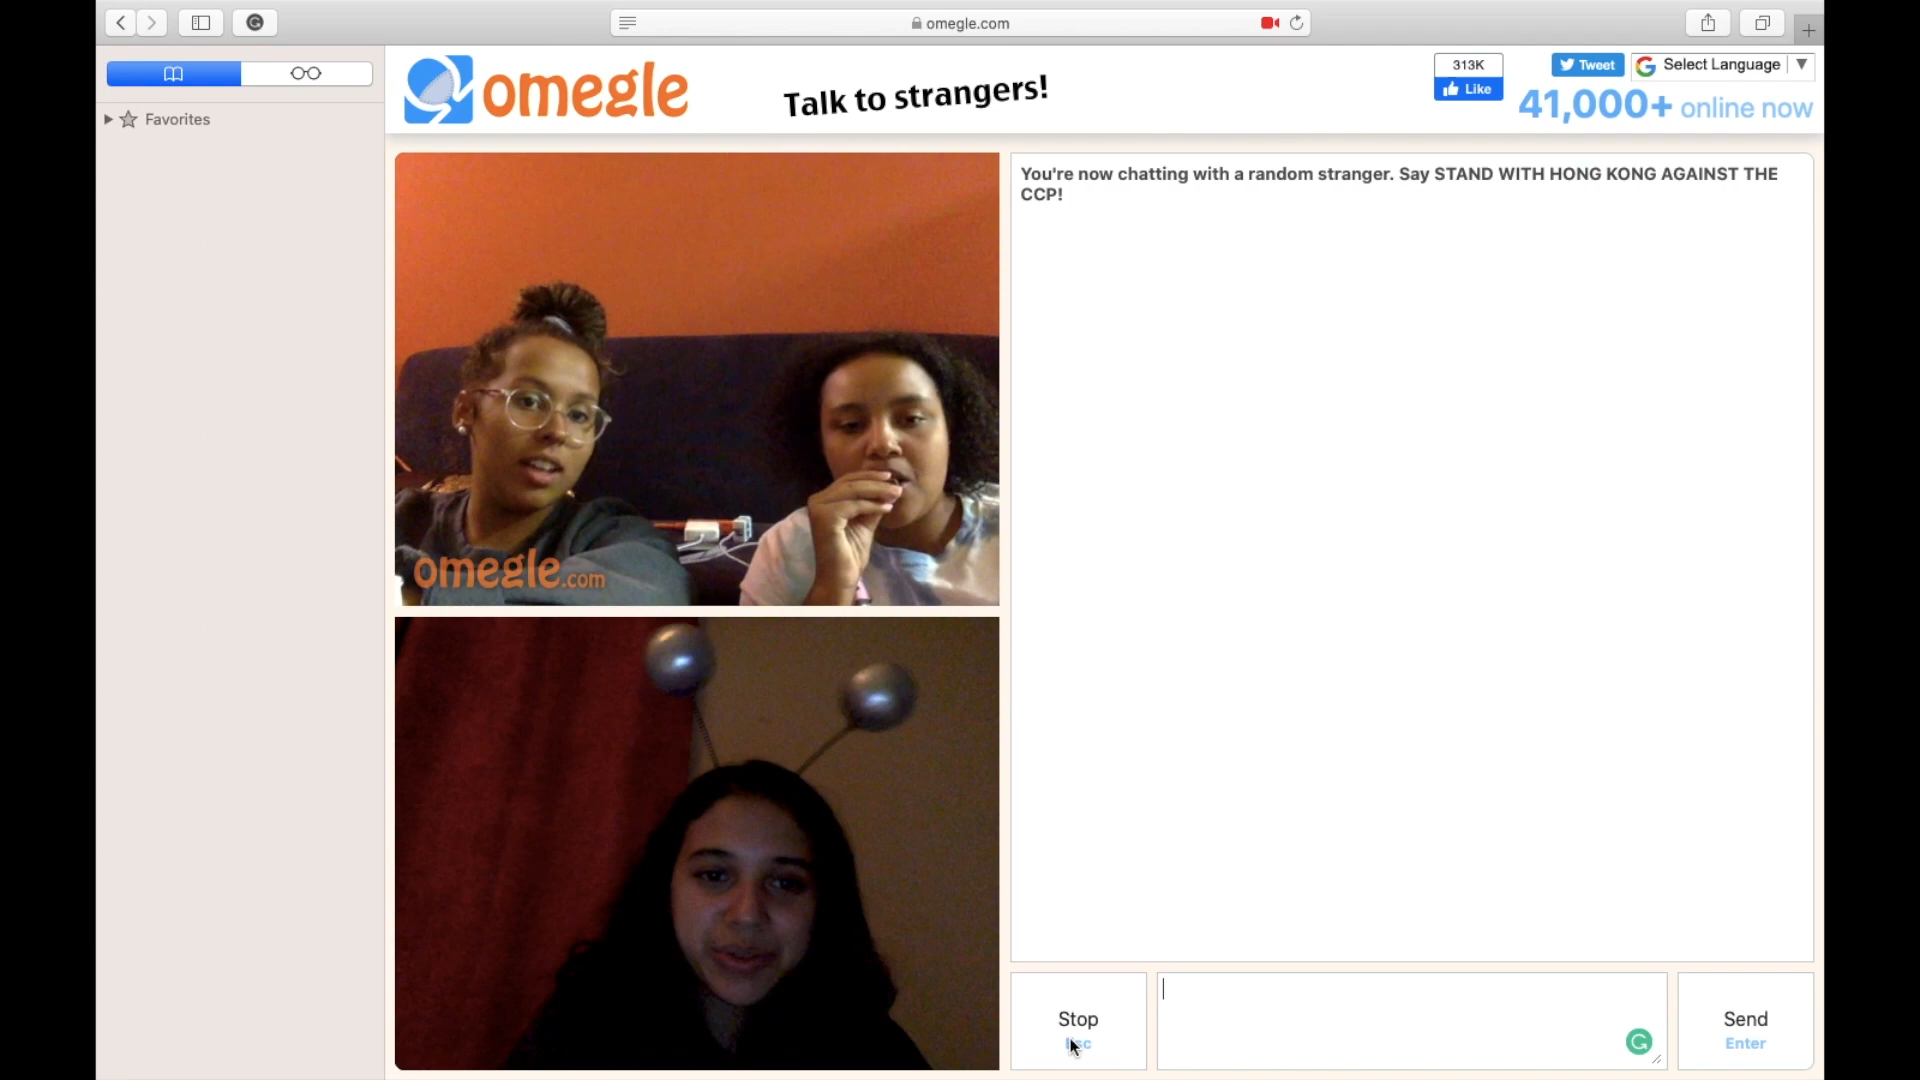 omegle.com
Favorites
omegle
Talk to strangers!
313K
Like
Tweet
Select Language
41,000+ online now
omegle.com
You're now chatting with a random stranger. Say STAND WITH HONG KONG AGAINST THE
CCP!
Stop
Send
Enter